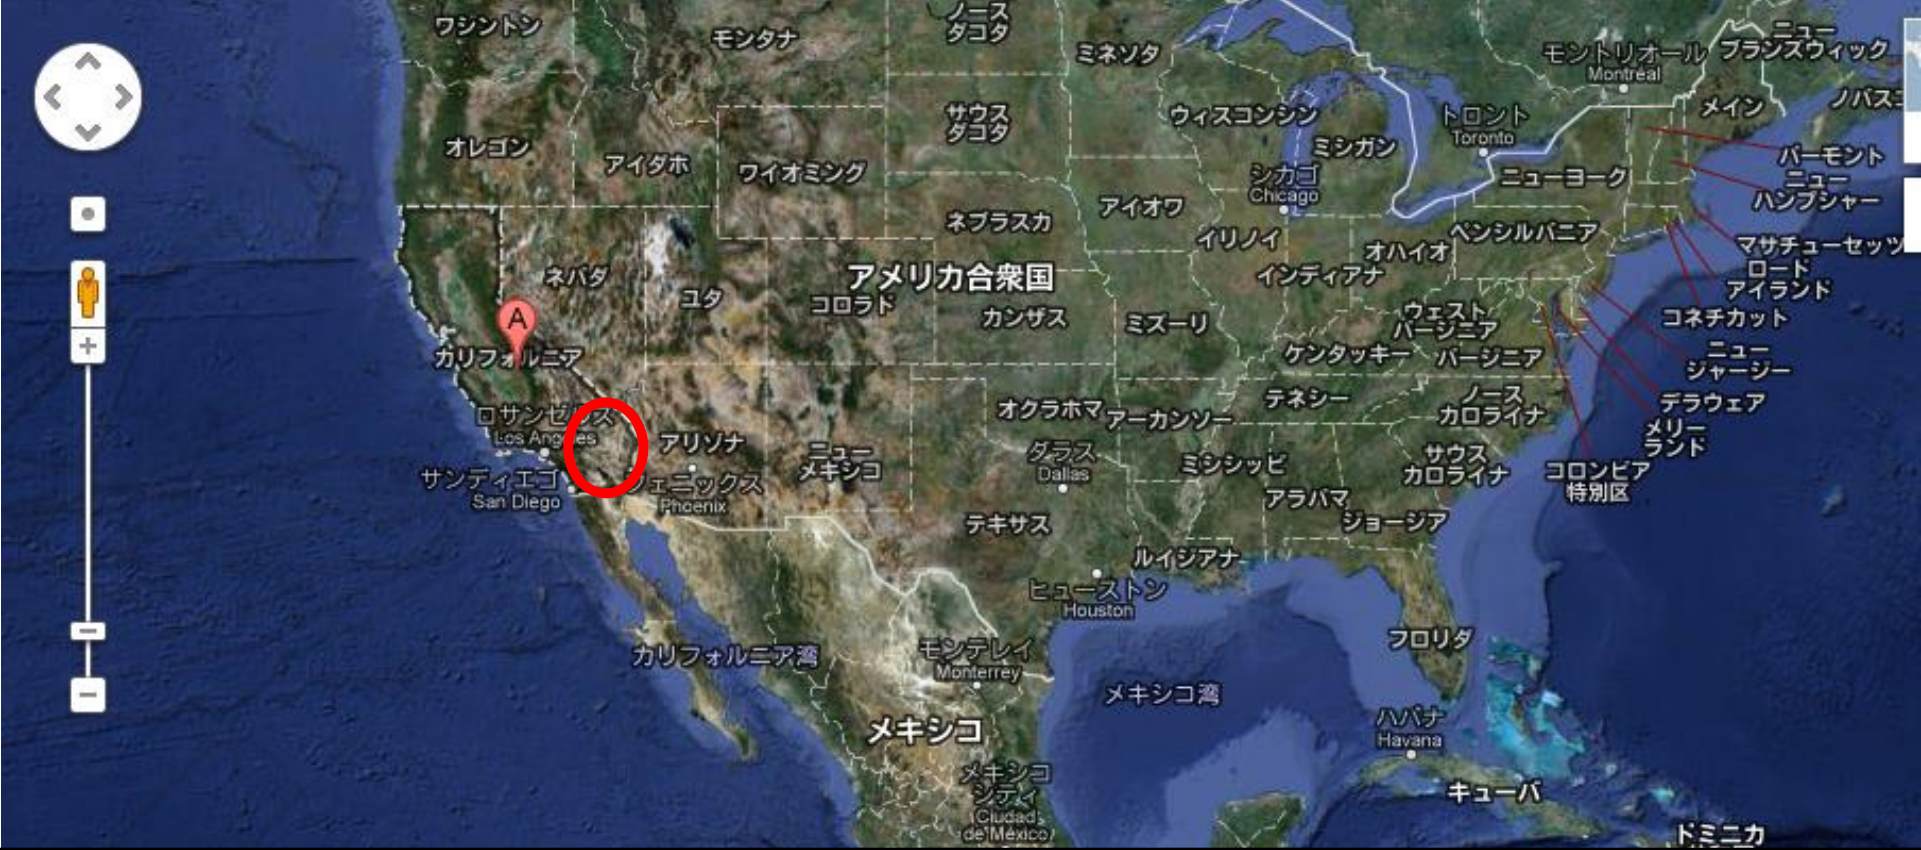 ワシントン
モンタナ
ノース
ダコタ
ミネソタ
モントリオール
Montreal
ニュー
ブランズウィック
オレゴン
アイダホ
ワイオミング
サウス
ダコタ
ウィスコンシン
ミシガン
トロント
Toronto
メイン
ノバスコ
バーモント
ニュー
ハンプシャー
シカゴ
Chicago
ニューヨーク
ネブラスカ
アイオワ
イリノイ
インディアナ
オハイオ
ペンシルバニア
マサチューセッツ
ロード
アイランド
コネチカット
ネバダ
ユタ
アメリカ合衆国
コロラド
カンザス
ミズーリ
ウェスト
バージニア
ケンタッキー
バージニア
ニュー
ジャージー
A
カリフォルニア
デラウェア
メリー
ランド
コロンビア
特別区
ロサンゼルス
Los Angeles
アリゾナ
ニュー
メキシコ
オクラホマ
アーカンソー
テネシー
ノース
カロライナ
サンディエゴ
San Diego
フェニックス
Phoenix
ダラス
Dallas
ミシシッピ
アラバマ
サウス
カロライナ
ジョージア
テキサス
ルイジアナ
ヒューストン
Houston
フロリダ
カリフォルニア湾
モンテレイ
Monterrey
メキシコ湾
メキシコ
ハバナ
Havana
メキシコ
シティ
Ciudad
de México
キューバ
ドミニカ